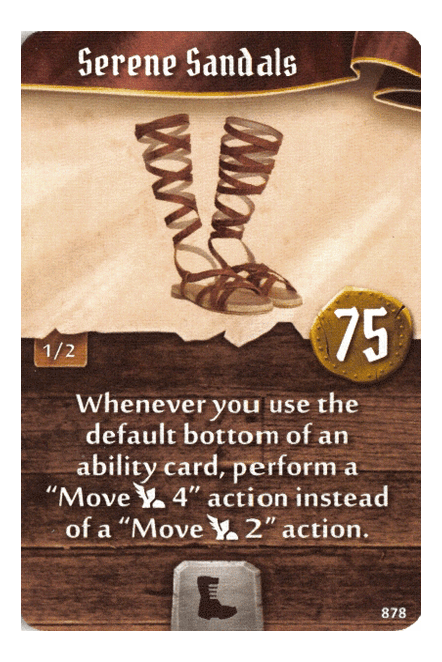 Serene Sandals
75
1/2
Whenever you use the
default bottom of an
ability card, perform a
“Move 4” action instead
of a “Move 2” action.
878